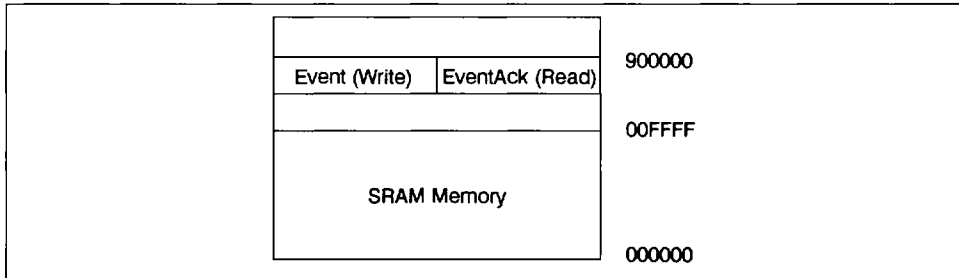 900000
Event (Write) EventAck (Read)
00FFFF
SRAM Memory
000000